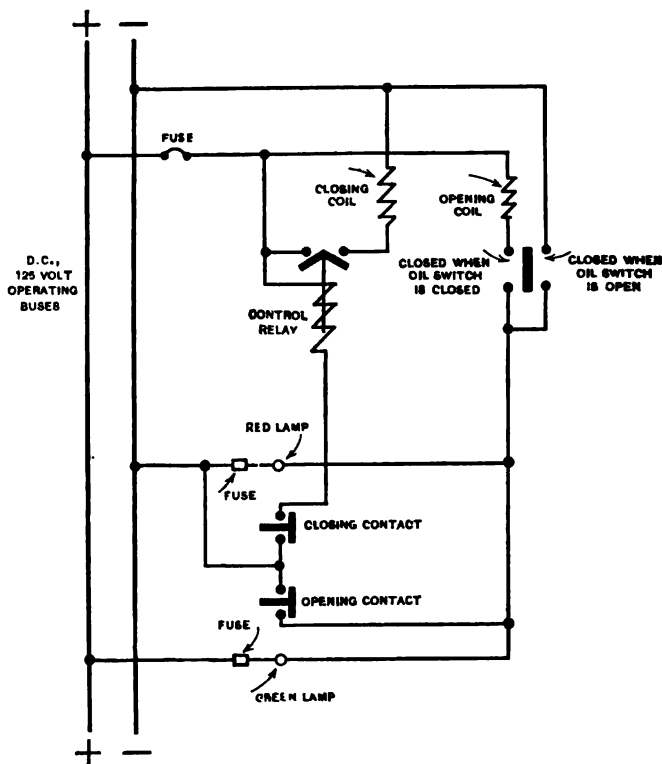 + −
FUSE
CLOSING
COIL
OPENING
COIL
D.C.,
125 VOLT
OPERATING
BUSES
CLOSED WHEN
OIL SWITCH
IS CLOSED
CLOSED WHEN
OIL SWITCH
IS OPEN
CONTROL
RELAY
RED LAMP
FUSE
CLOSING CONTACT
OPENING CONTACT
FUSE
GREEN LAMP
+ −